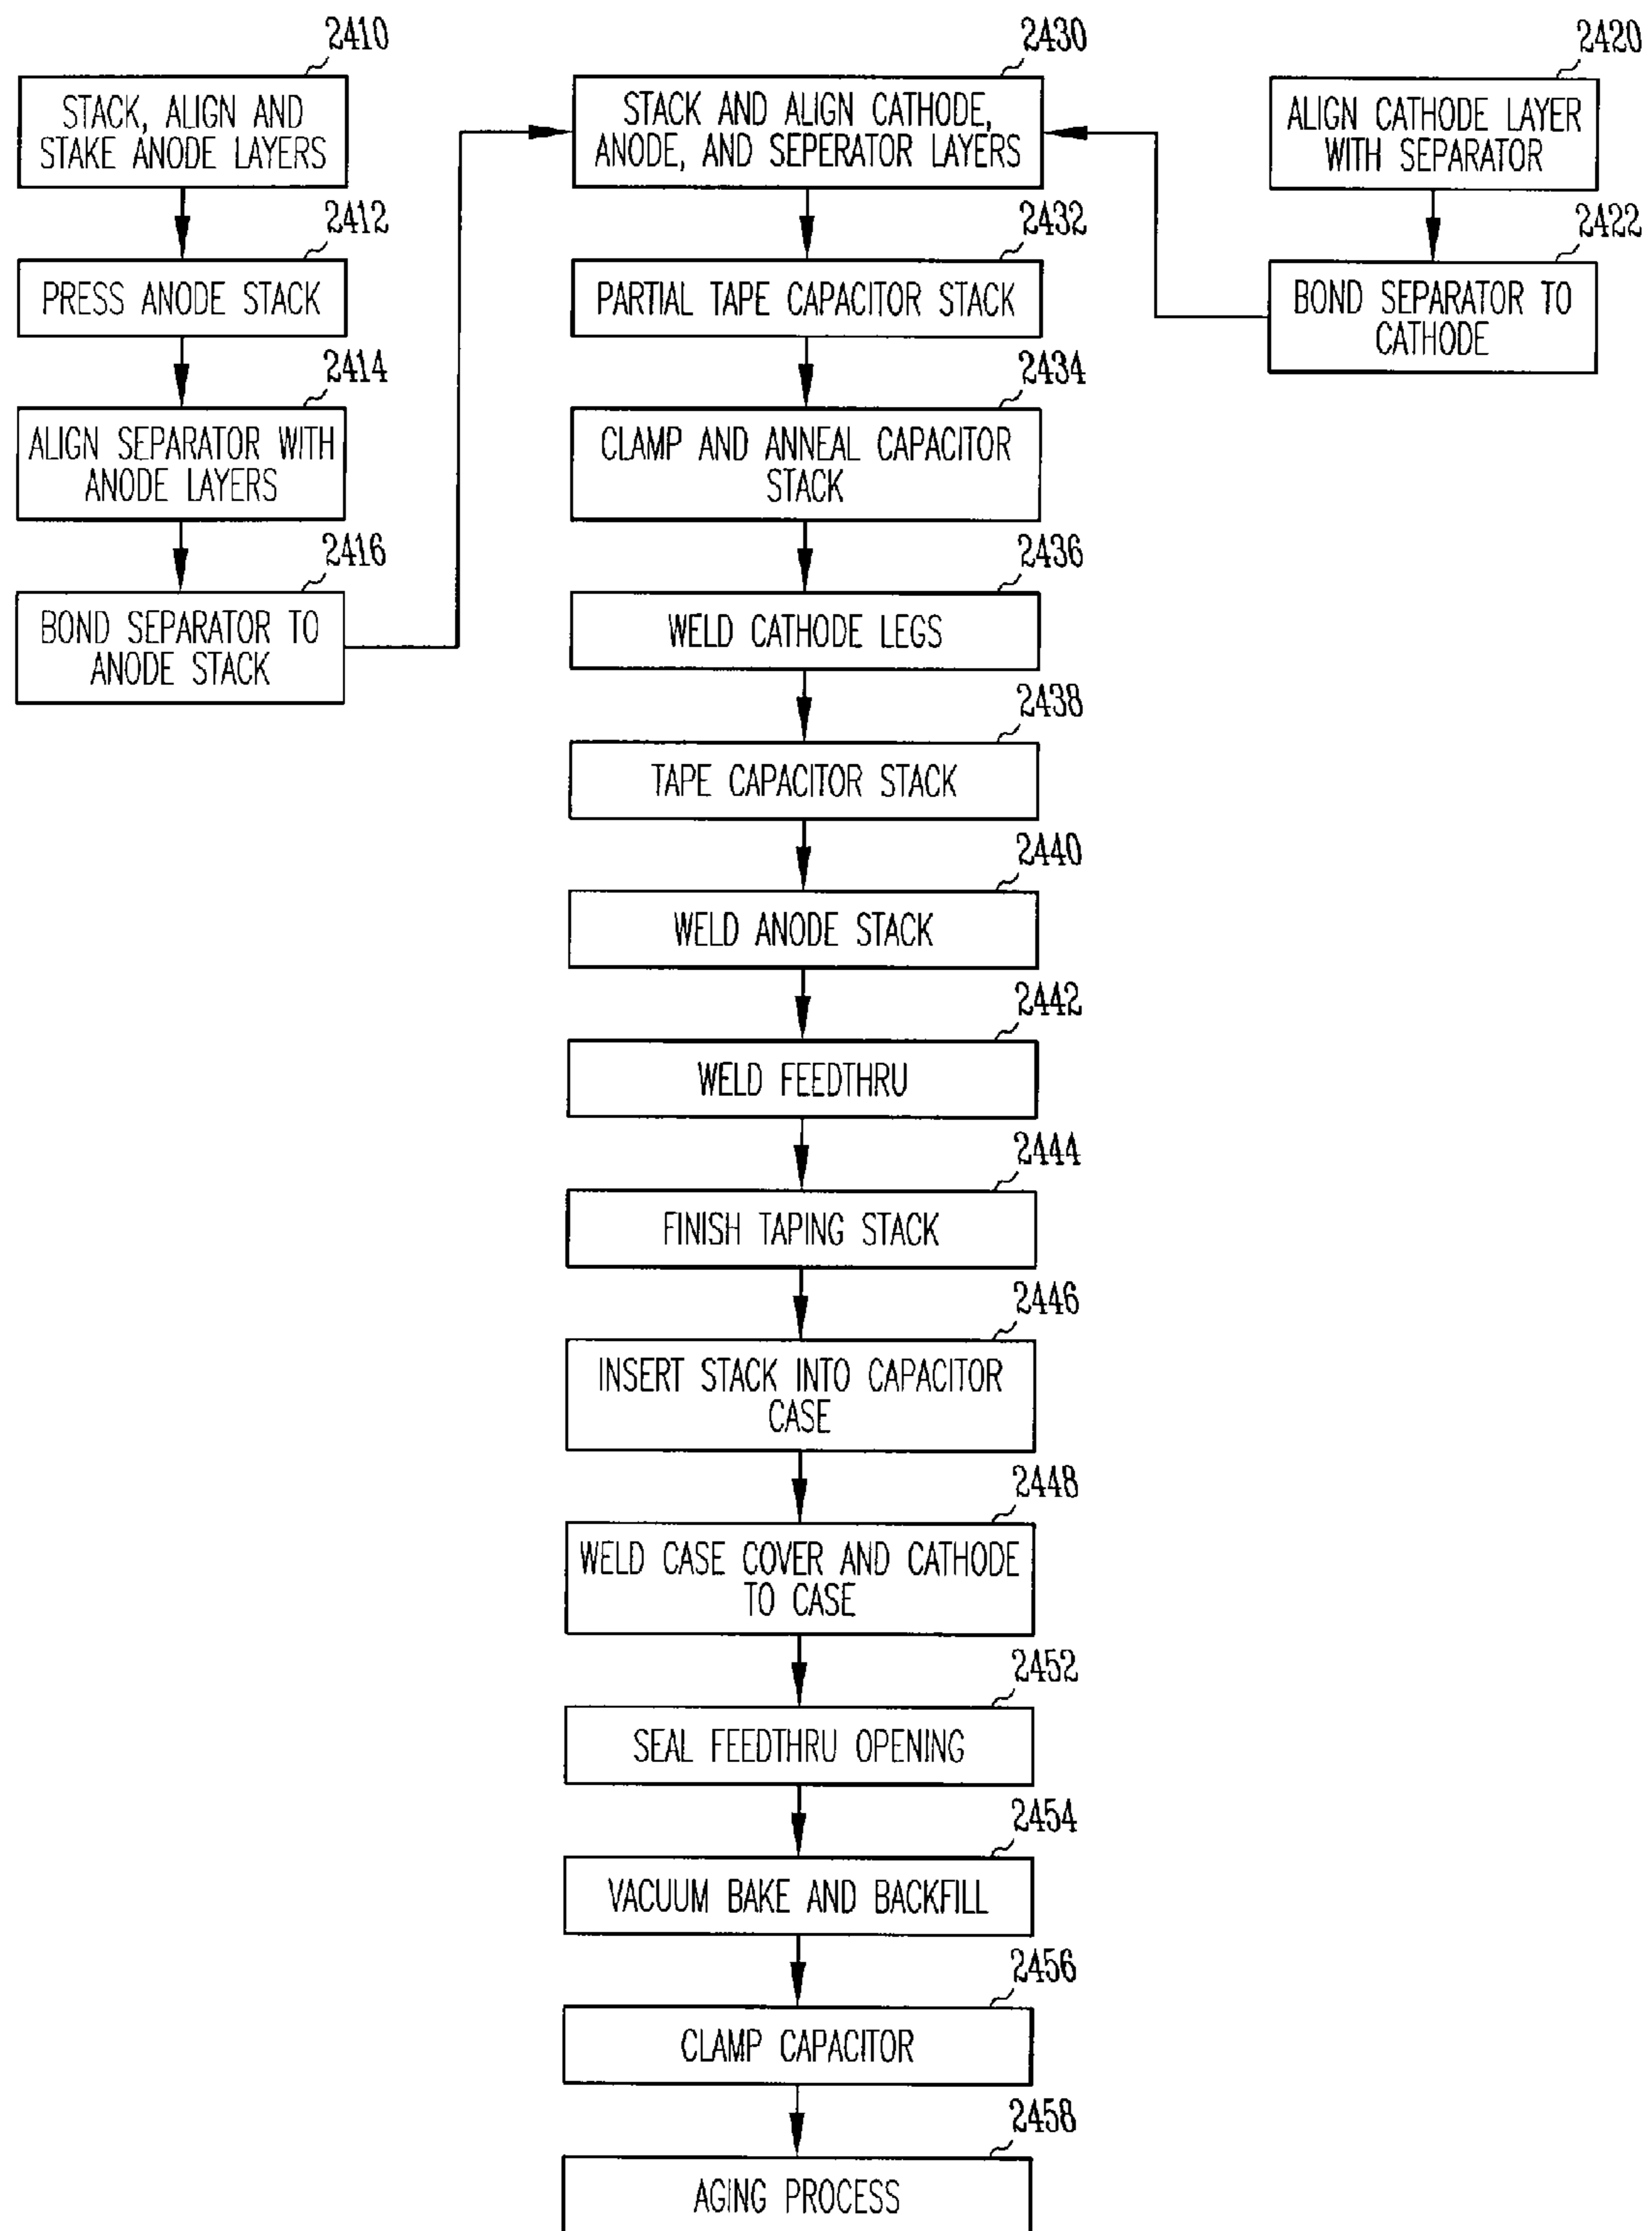 2410
STACK, ALIGN AND
STAKE ANODE LAYERS
2412
PRESS ANODE STACK
2414
ALIGN SEPARATOR WITH
ANODE LAYERS
2416
BOND SEPARATOR TO
ANODE STACK
2420
ALIGN CATHODE LAYER
WITH SEPARATOR
2422
BOND SEPARATOR TO
CATHODE
2430
STACK AND ALIGN CATHODE,
ANODE, AND SEPERATOR LAYERS
2432
PARTIAL TAPE CAPACITOR STACK
2434
CLAMP AND ANNEAL CAPACITOR
STACK
2436
WELD CATHODE LEGS
2438
TAPE CAPACITOR STACK
2440
WELD ANODE STACK
2442
WELD FEEDTHRU
2444
FINISH TAPING STACK
2446
INSERT STACK INTO CAPACITOR
CASE
2448
WELD CASE COVER AND CATHODE
TO CASE
2452
SEAL FEEDTHRU OPENING
2454
VACUUM BAKE AND BACKFILL
2456
CLAMP CAPACITOR
2458
AGING PROCESS